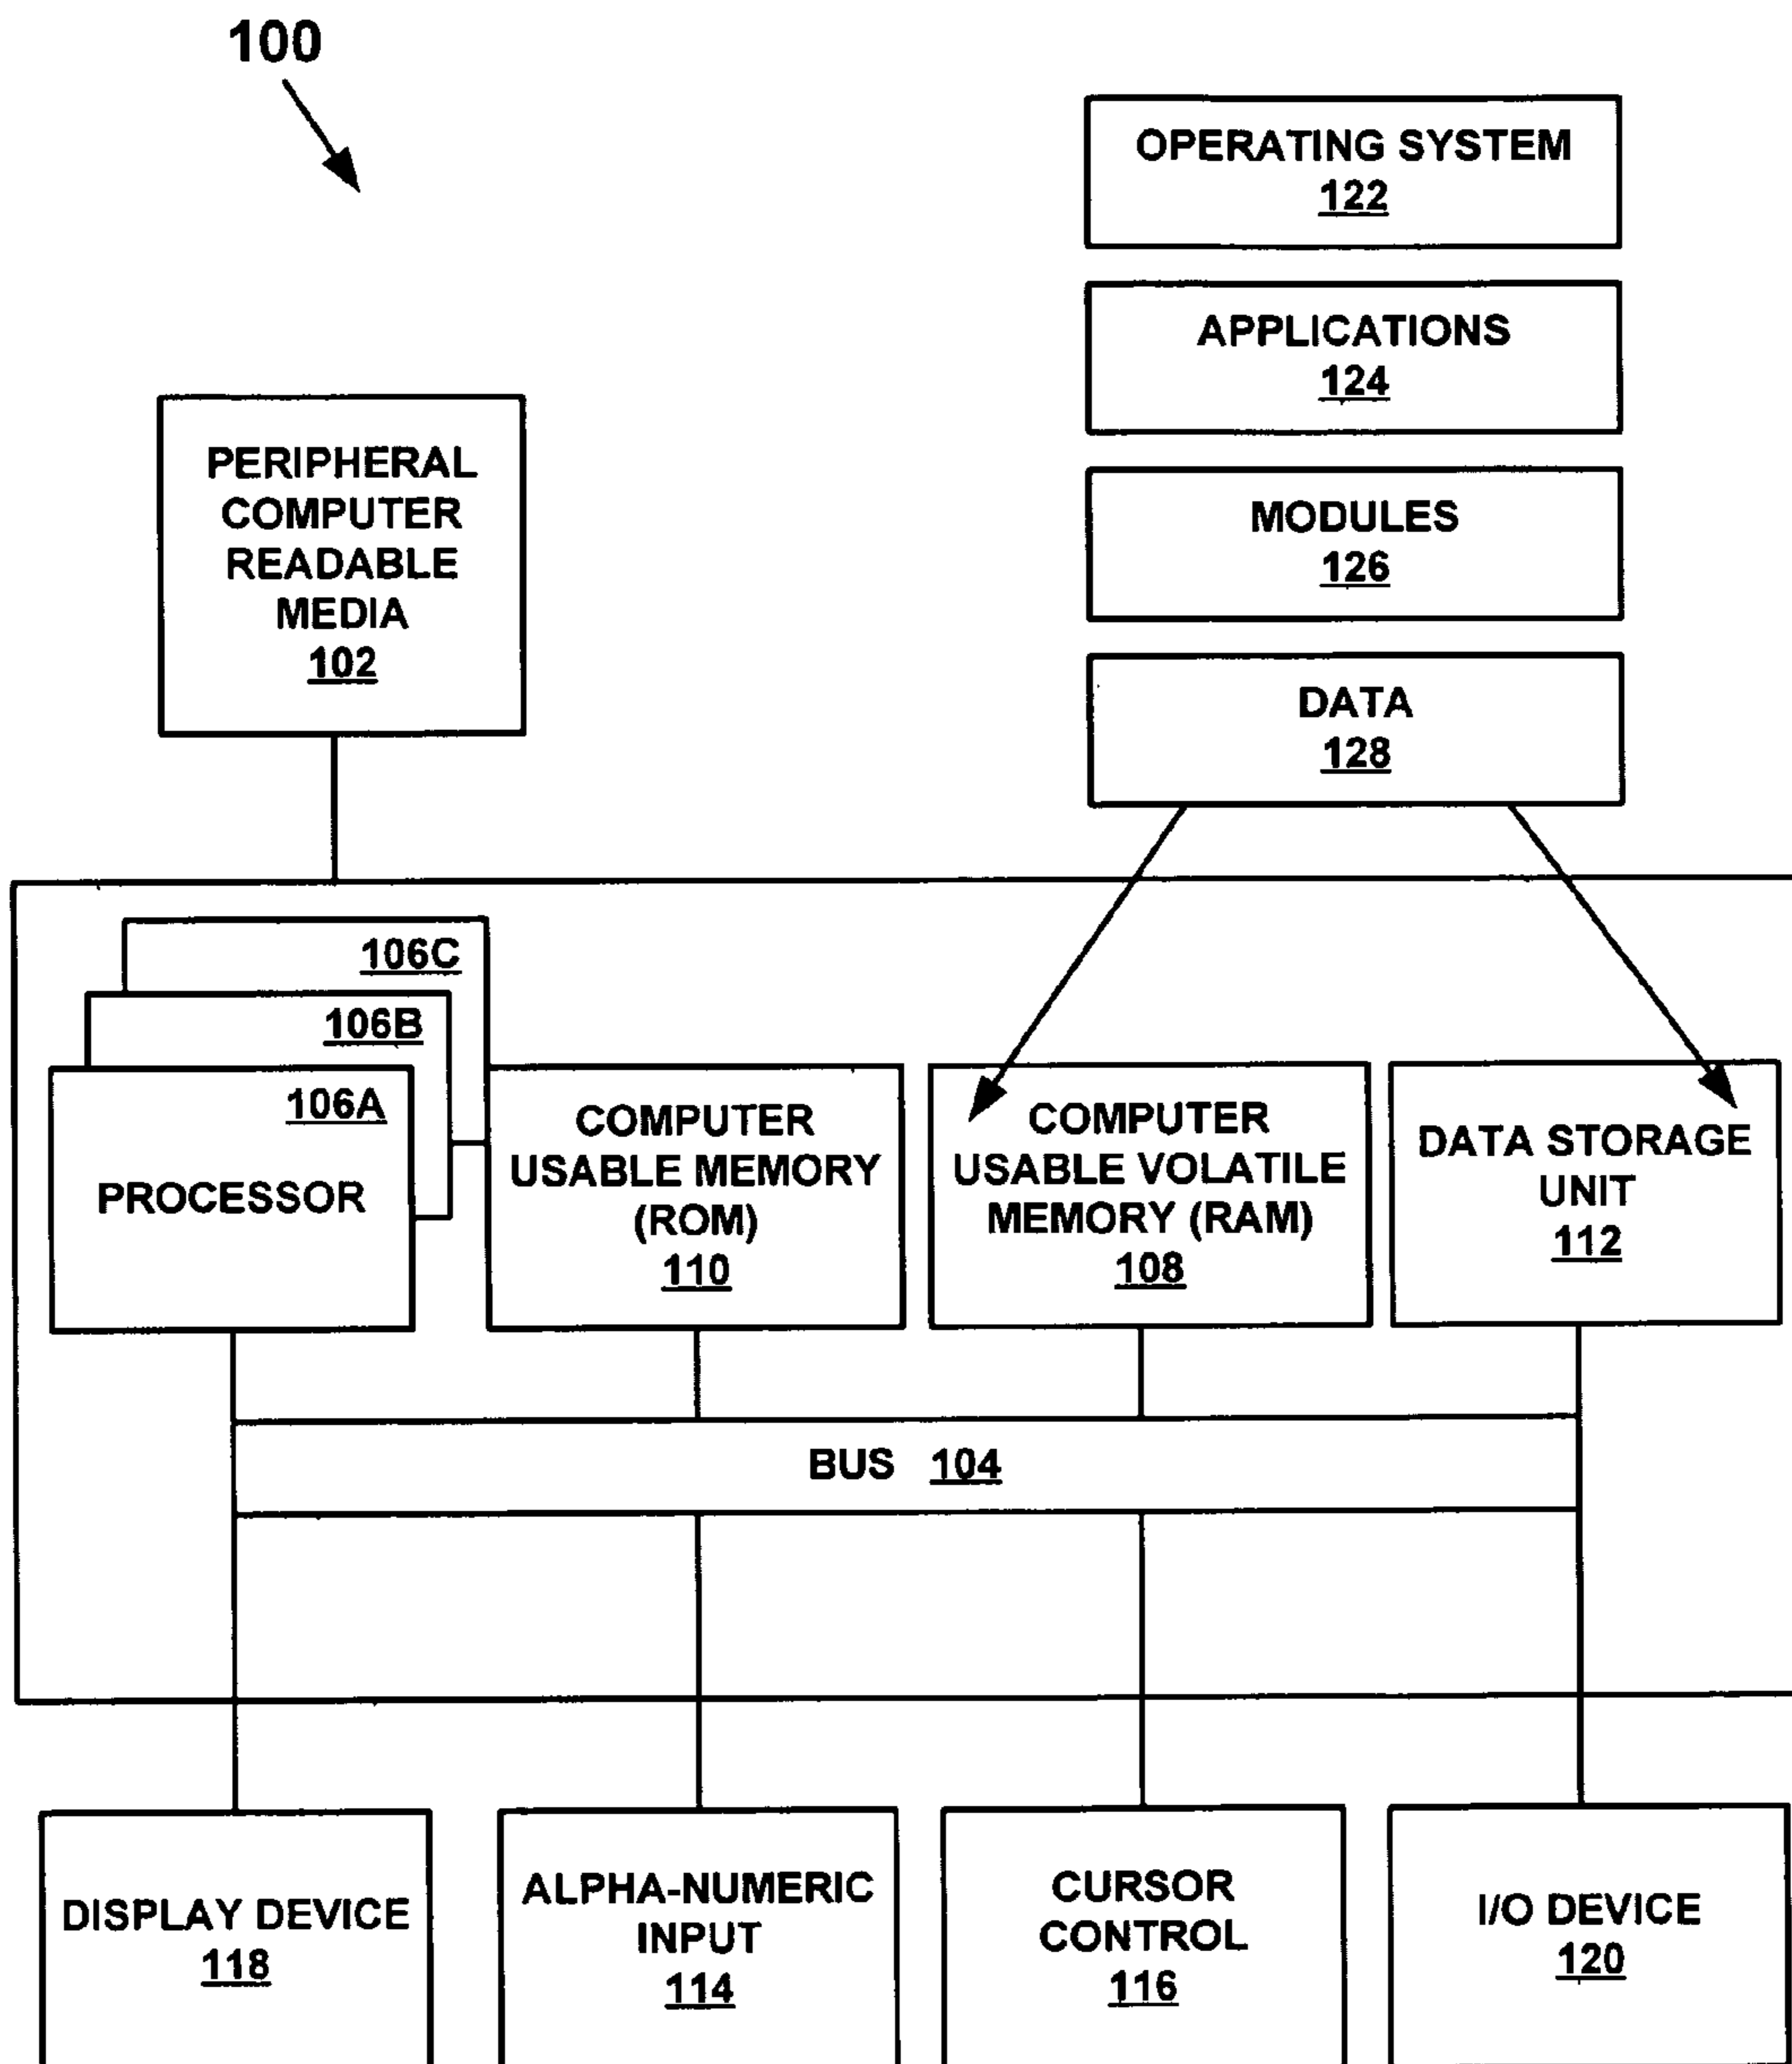 100
OPERATING SYSTEM
122
APPLICATIONS
124
MODULES
126
DATA
128
PERIPHERAL
COMPUTER
READABLE
MEDIA
102
106C
106B
106A
PROCESSOR
COMPUTER
USABLE MEMORY
(ROM)
110
COMPUTER
USABLE VOLATILE
MEMORY (RAM)
108
DATA STORAGE
UNIT
112
BUS 104
DISPLAY DEVICE
118
ALPHA-NUMERIC
INPUT
114
CURSOR
CONTROL
116
I/O DEVICE
120